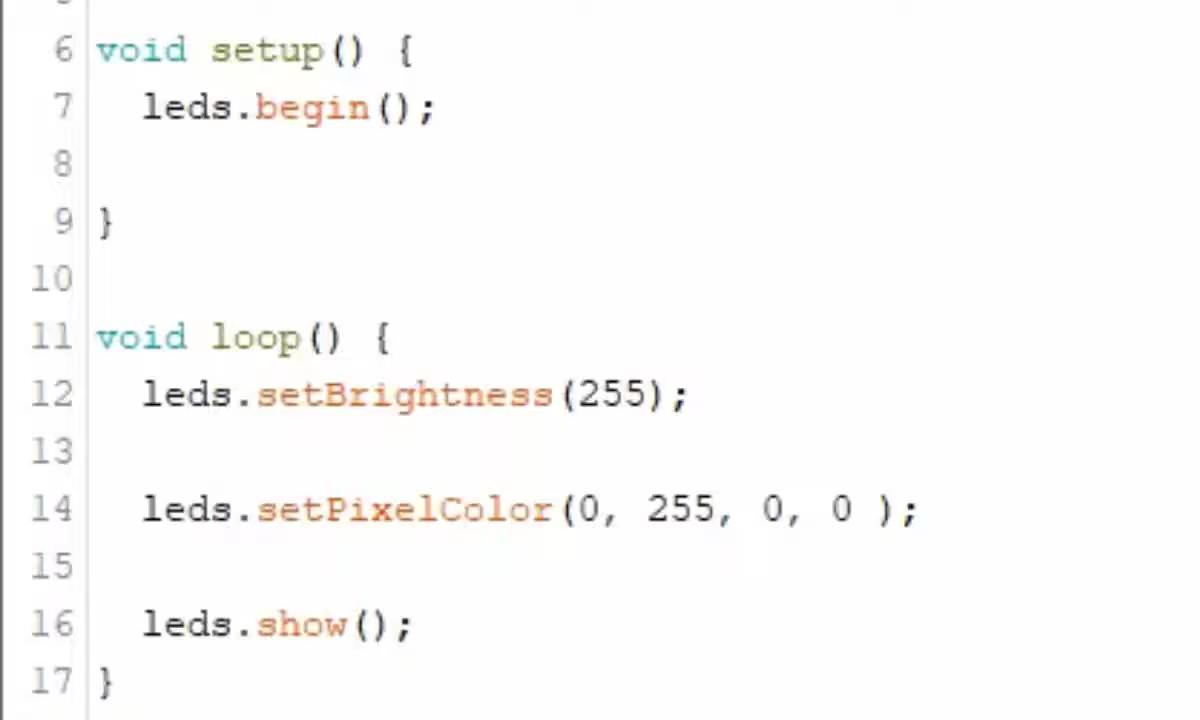 6 void setup() {
7 leds.begin();
8
9 }
10
11 void loop() {
12 leds.setBrightness(255);
13
14 leds.setPixelColor(0, 255, 0, 0 );
15
16 leds.show();
17 }